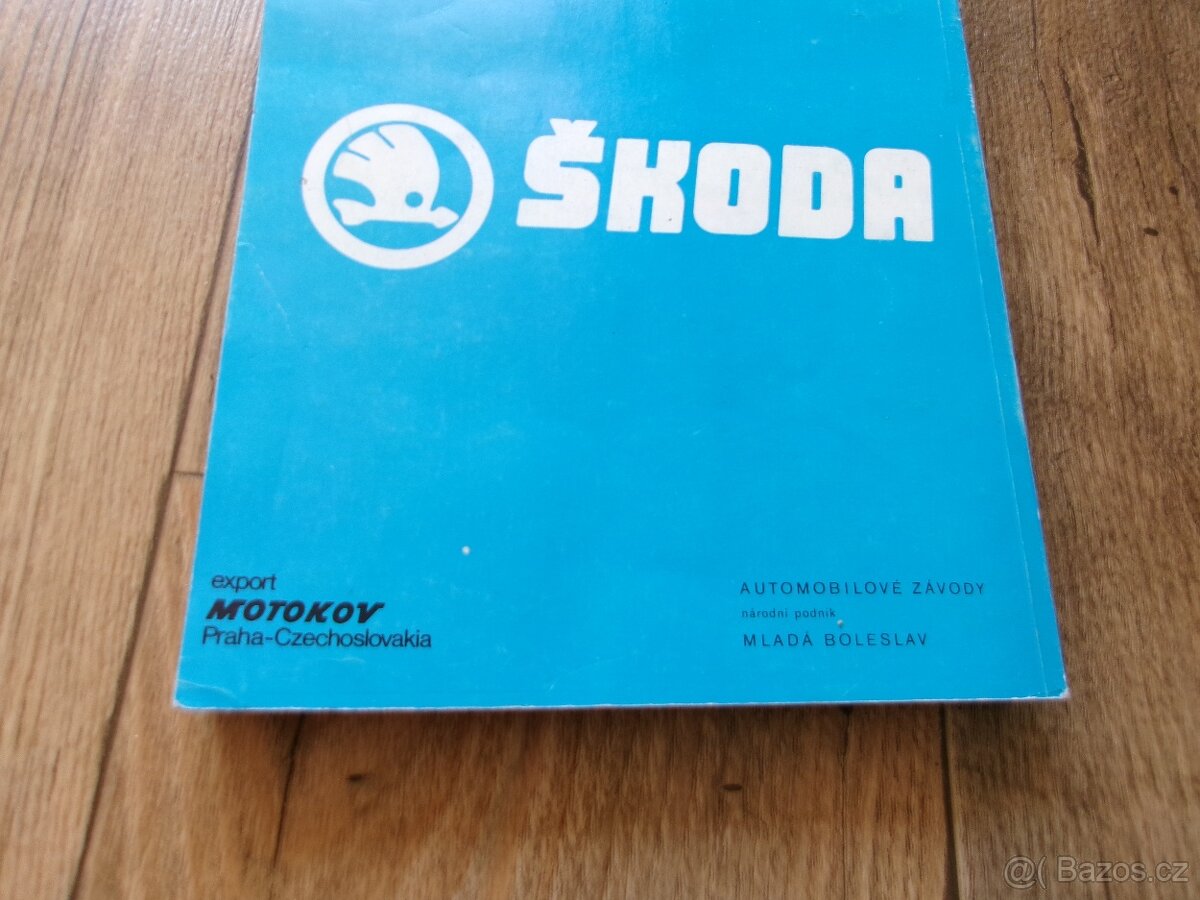 ŠKODA
export
MOTOKOV
Praha-Czechoslovakia
AUTOMOBILOVÉ ZÁVODY
národní podnik
MLADÁ BOLESLAV
@( Bazos.cz